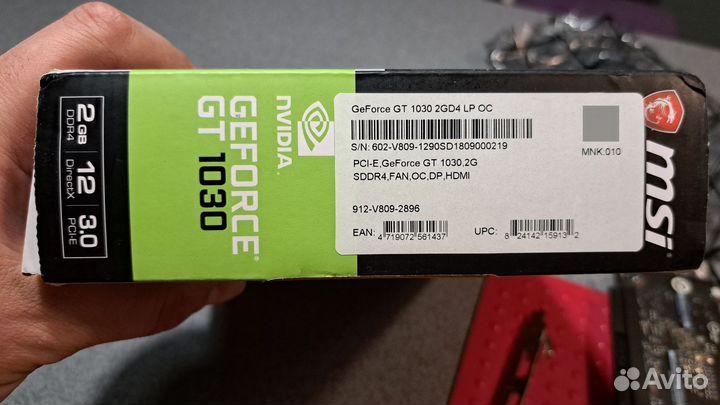 2 GB
DDR4
12
DirectX
3.0
PCI-E
NVIDIA.
GEFORCE®
GT 1030
GeForce GT 1030 2GD4 LP OC
S/N: 602-V809-1290SD1809000219
PCI-E,GeForce GT 1030,2G
SDDR4,FAN,OC,DP,HDMI
912-V809-2896
EAN: 4 719072 561437
UPC: 8 24142 15913 2
MNK:010
msi
Avito